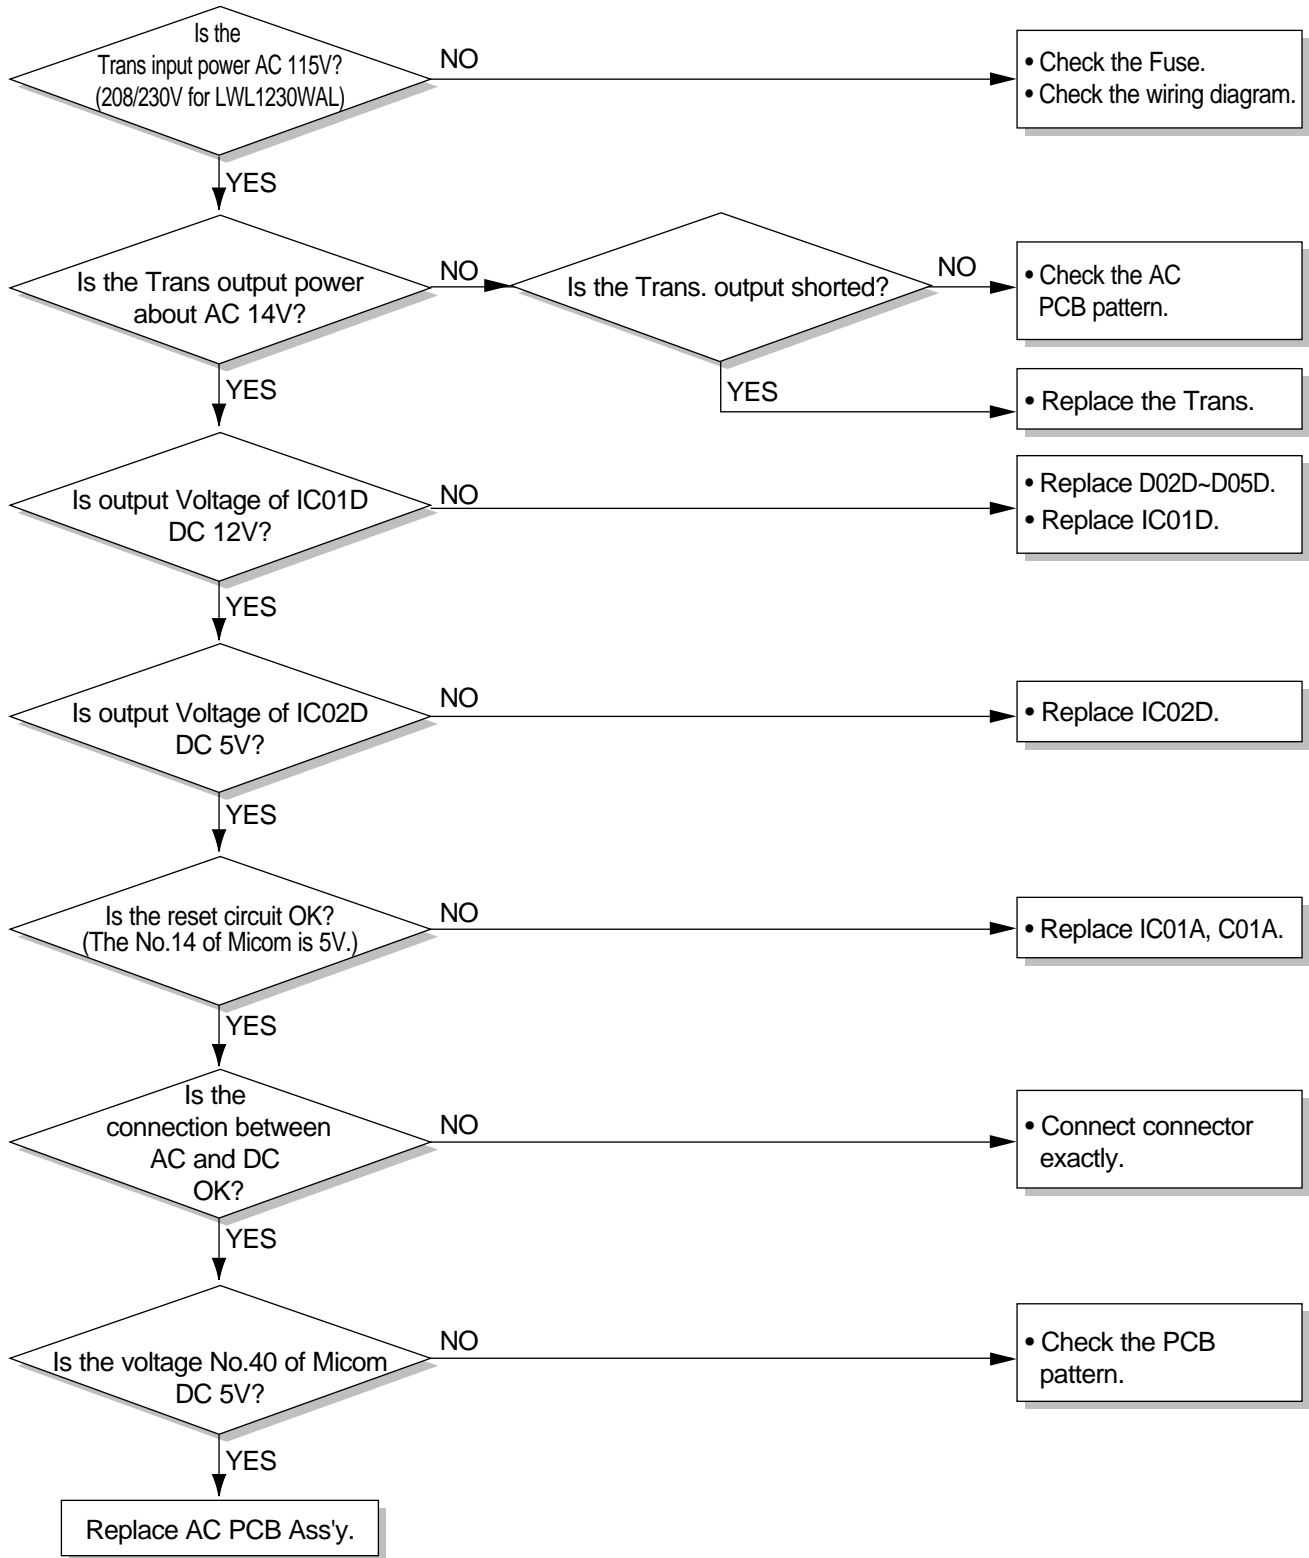 Is the
Trans input power AC 115V?
(208/230V for LWL1230WAL)
NO
• Check the Fuse.
• Check the wiring diagram.
YES
Is the Trans output power
about AC 14V?
NO
Is the Trans. output shorted?
NO
• Check the AC
PCB pattern.
YES
YES
• Replace the Trans.
Is output Voltage of IC01D
DC 12V?
NO
• Replace D02D~D05D.
• Replace IC01D.
YES
Is output Voltage of IC02D
DC 5V?
NO
• Replace IC02D.
YES
Is the reset circuit OK?
(The No.14 of Micom is 5V.)
NO
• Replace IC01A, C01A.
YES
Is the
connection between
AC and DC
OK?
NO
• Connect connector
exactly.
YES
Is the voltage No.40 of Micom
DC 5V?
NO
• Check the PCB
pattern.
YES
Replace AC PCB Ass'y.